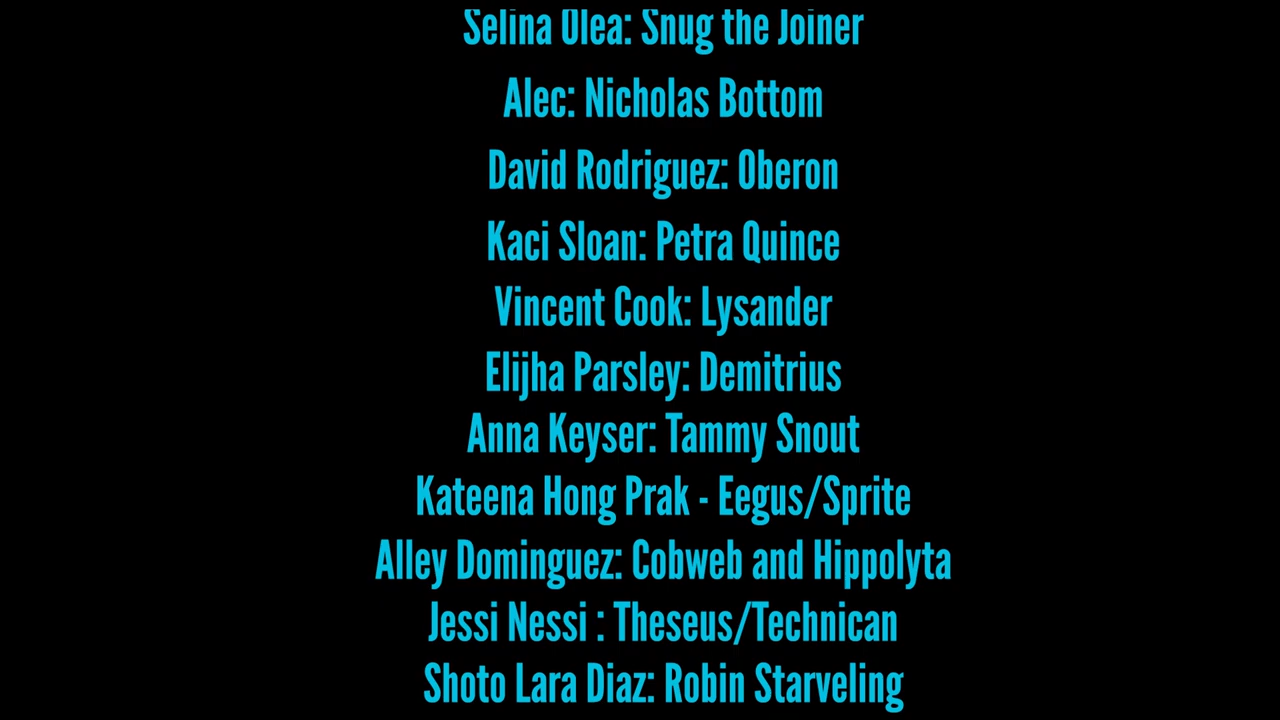 Selina Olea: Snug the Joiner
Alec: Nicholas Bottom
David Rodriguez: Oberon
Kaci Sloan: Petra Quince
Vincent Cook: Lysander
Elijha Parsley: Demitrius
Anna Keyser: Tammy Snout
Kateena Hong Prak - Eegus/Sprite
Alley Dominguez: Cobweb and Hippolyta
Jessi Nessi : Theseus/Technican
Shoto Lara Diaz: Robin Starveling